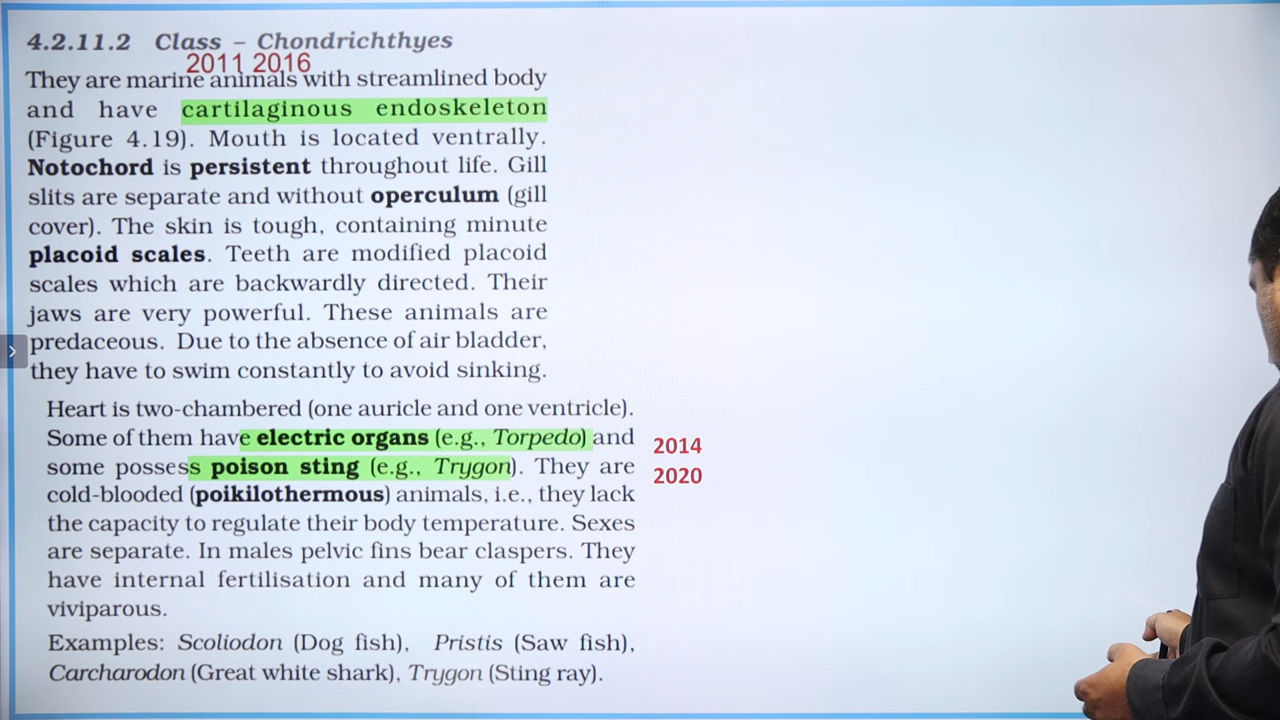 4.2.11.2 Class – Chondrichthyes
2011 2016
They are marine animals with streamlined body
and have cartilaginous endoskeleton
(Figure 4.19). Mouth is located ventrally.
Notochord is persistent throughout life. Gill
slits are separate and without operculum (gill
cover). The skin is tough, containing minute
placoid scales. Teeth are modified placoid
scales which are backwardly directed. Their
jaws are very powerful. These animals are
predaceous. Due to the absence of air bladder,
they have to swim constantly to avoid sinking.
Heart is two-chambered (one auricle and one ventricle).
Some of them have electric organs (e.g., Torpedo) and
2014
some possess poison sting (e.g., Trygon). They are
2020
cold-blooded (poikilothermous) animals, i.e., they lack
the capacity to regulate their body temperature. Sexes
are separate. In males pelvic fins bear claspers. They
have internal fertilisation and many of them are
viviparous.
Examples: Scoliodon (Dog fish), Pristis (Saw fish),
Carcharodon (Great white shark), Trygon (Sting ray).